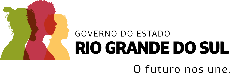 GOVERNO DO ESTADO
RIO GRANDE DO SUL
O futuro nos une.